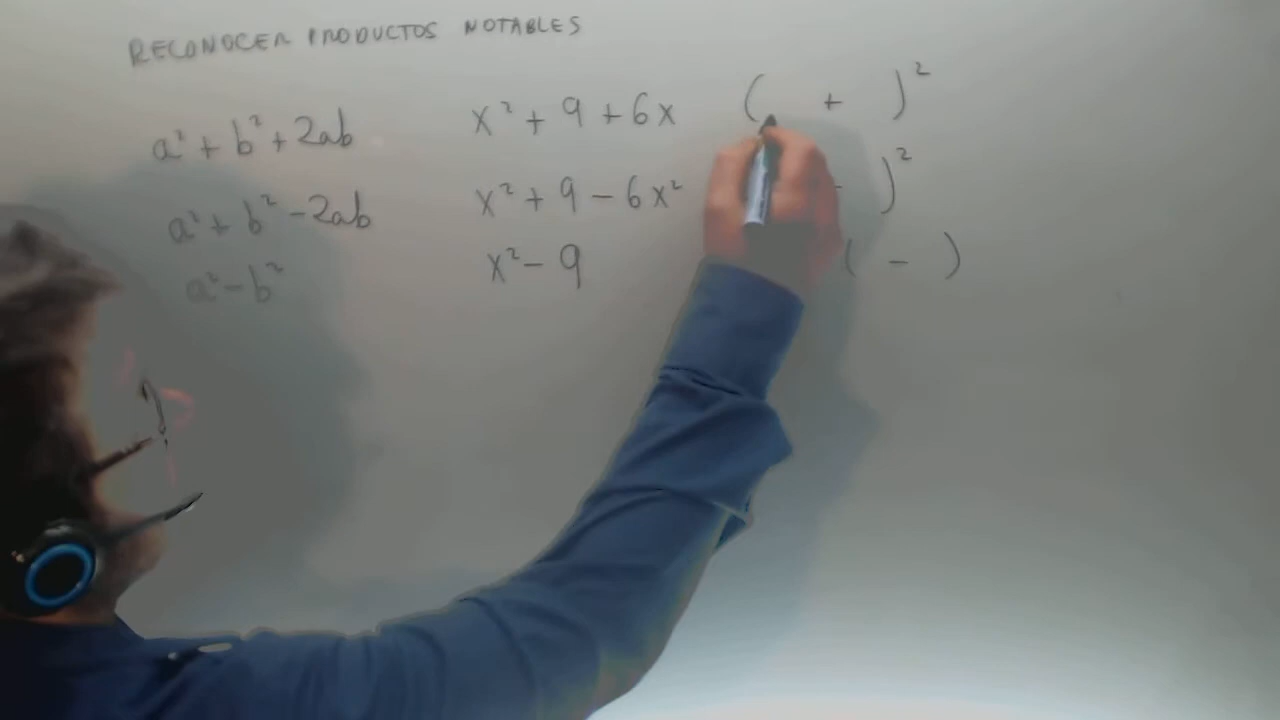 RECONOCER PRODUCTOS NOTABLES
a² + b² + 2ab x² + 9 + 6x ( + )²
a² + b² - 2ab x² + 9 - 6x² - )²
a² - b² x² - 9 ( - )